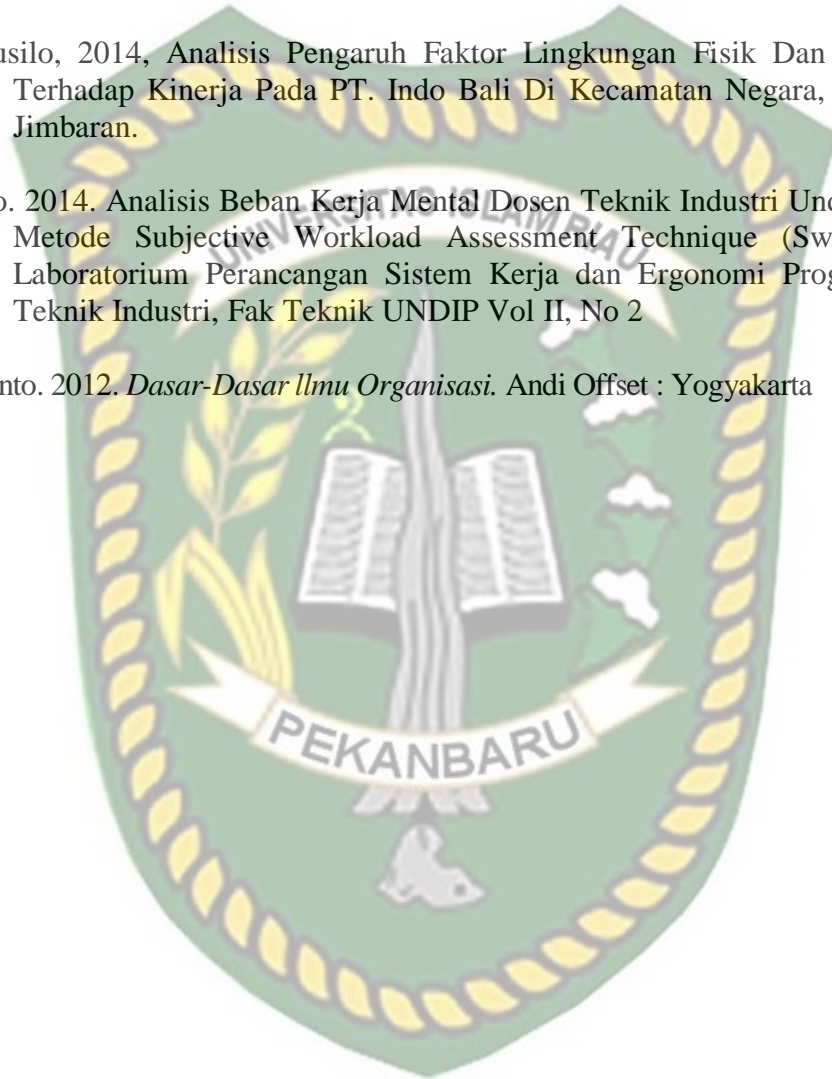 usilo, 2014, Analisis Pengaruh Faktor Lingkungan Fisik Dan
Terhadap Kinerja Pada PT. Indo Bali Di Kecamatan Negara,
Jimbaran.
o. 2014. Analisis Beban Kerja Mental Dosen Teknik Industri Und
Metode Subjective Workload Assessment Technique (Sw
Laboratorium Perancangan Sistem Kerja dan Ergonomi Prog
Teknik Industri, Fak Teknik UNDIP Vol II, No 2
nto. 2012. Dasar-Dasar llmu Organisasi. Andi Offset : Yogyakarta
UNIVERSITAS ISLAM RIAU
PEKANBARU